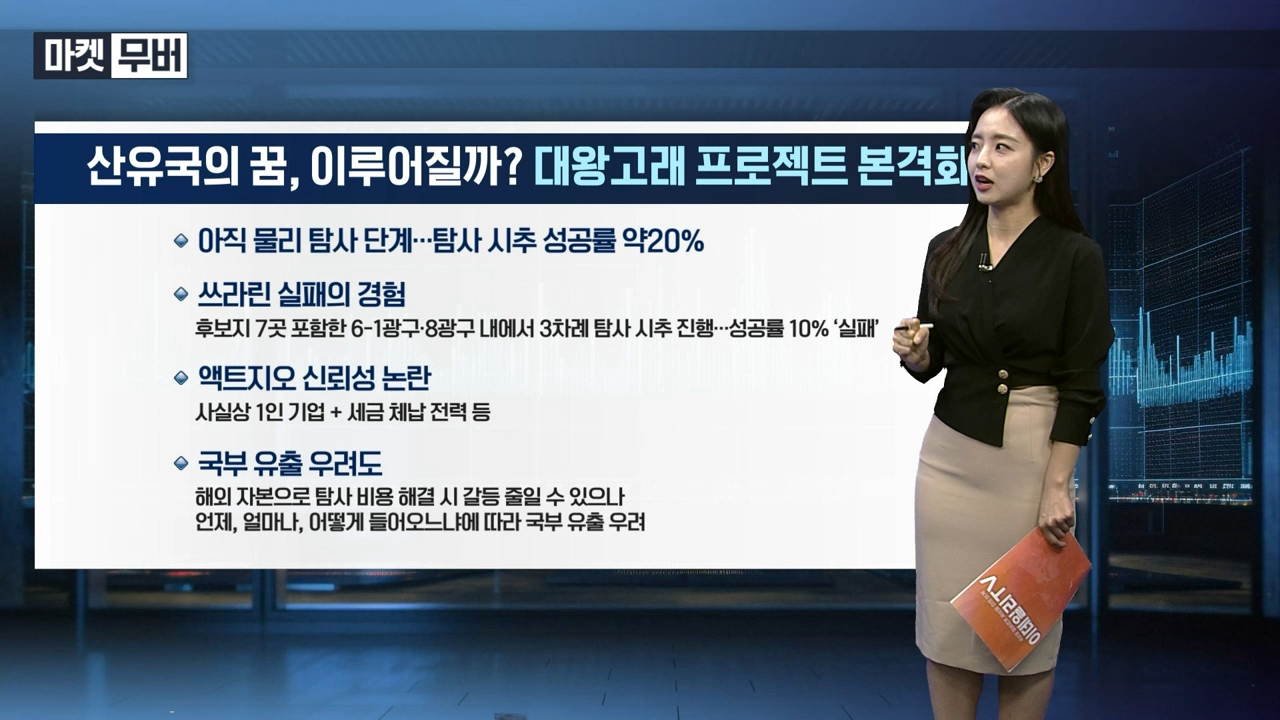 마켓 무버
산유국의 꿈, 이루어질까? 대왕고래 프로젝트 본격화
아직 물리 탐사 단계…탐사 시추 성공률 약20%
쓰라린 실패의 경험
후보지 7곳 포함한 6-1광구·8광구 내에서 3차례 탐사 시추 진행…성공률 10% ‘실패’
액트지오 신뢰성 논란
사실상 1인 기업 + 세금 체납 전력 등
국부 유출 우려도
해외 자본으로 탐사 비용 해결 시 갈등 줄일 수 있으나
언제, 얼마나, 어떻게 들어오느냐에 따라 국부 유출 우려
이데일리TV